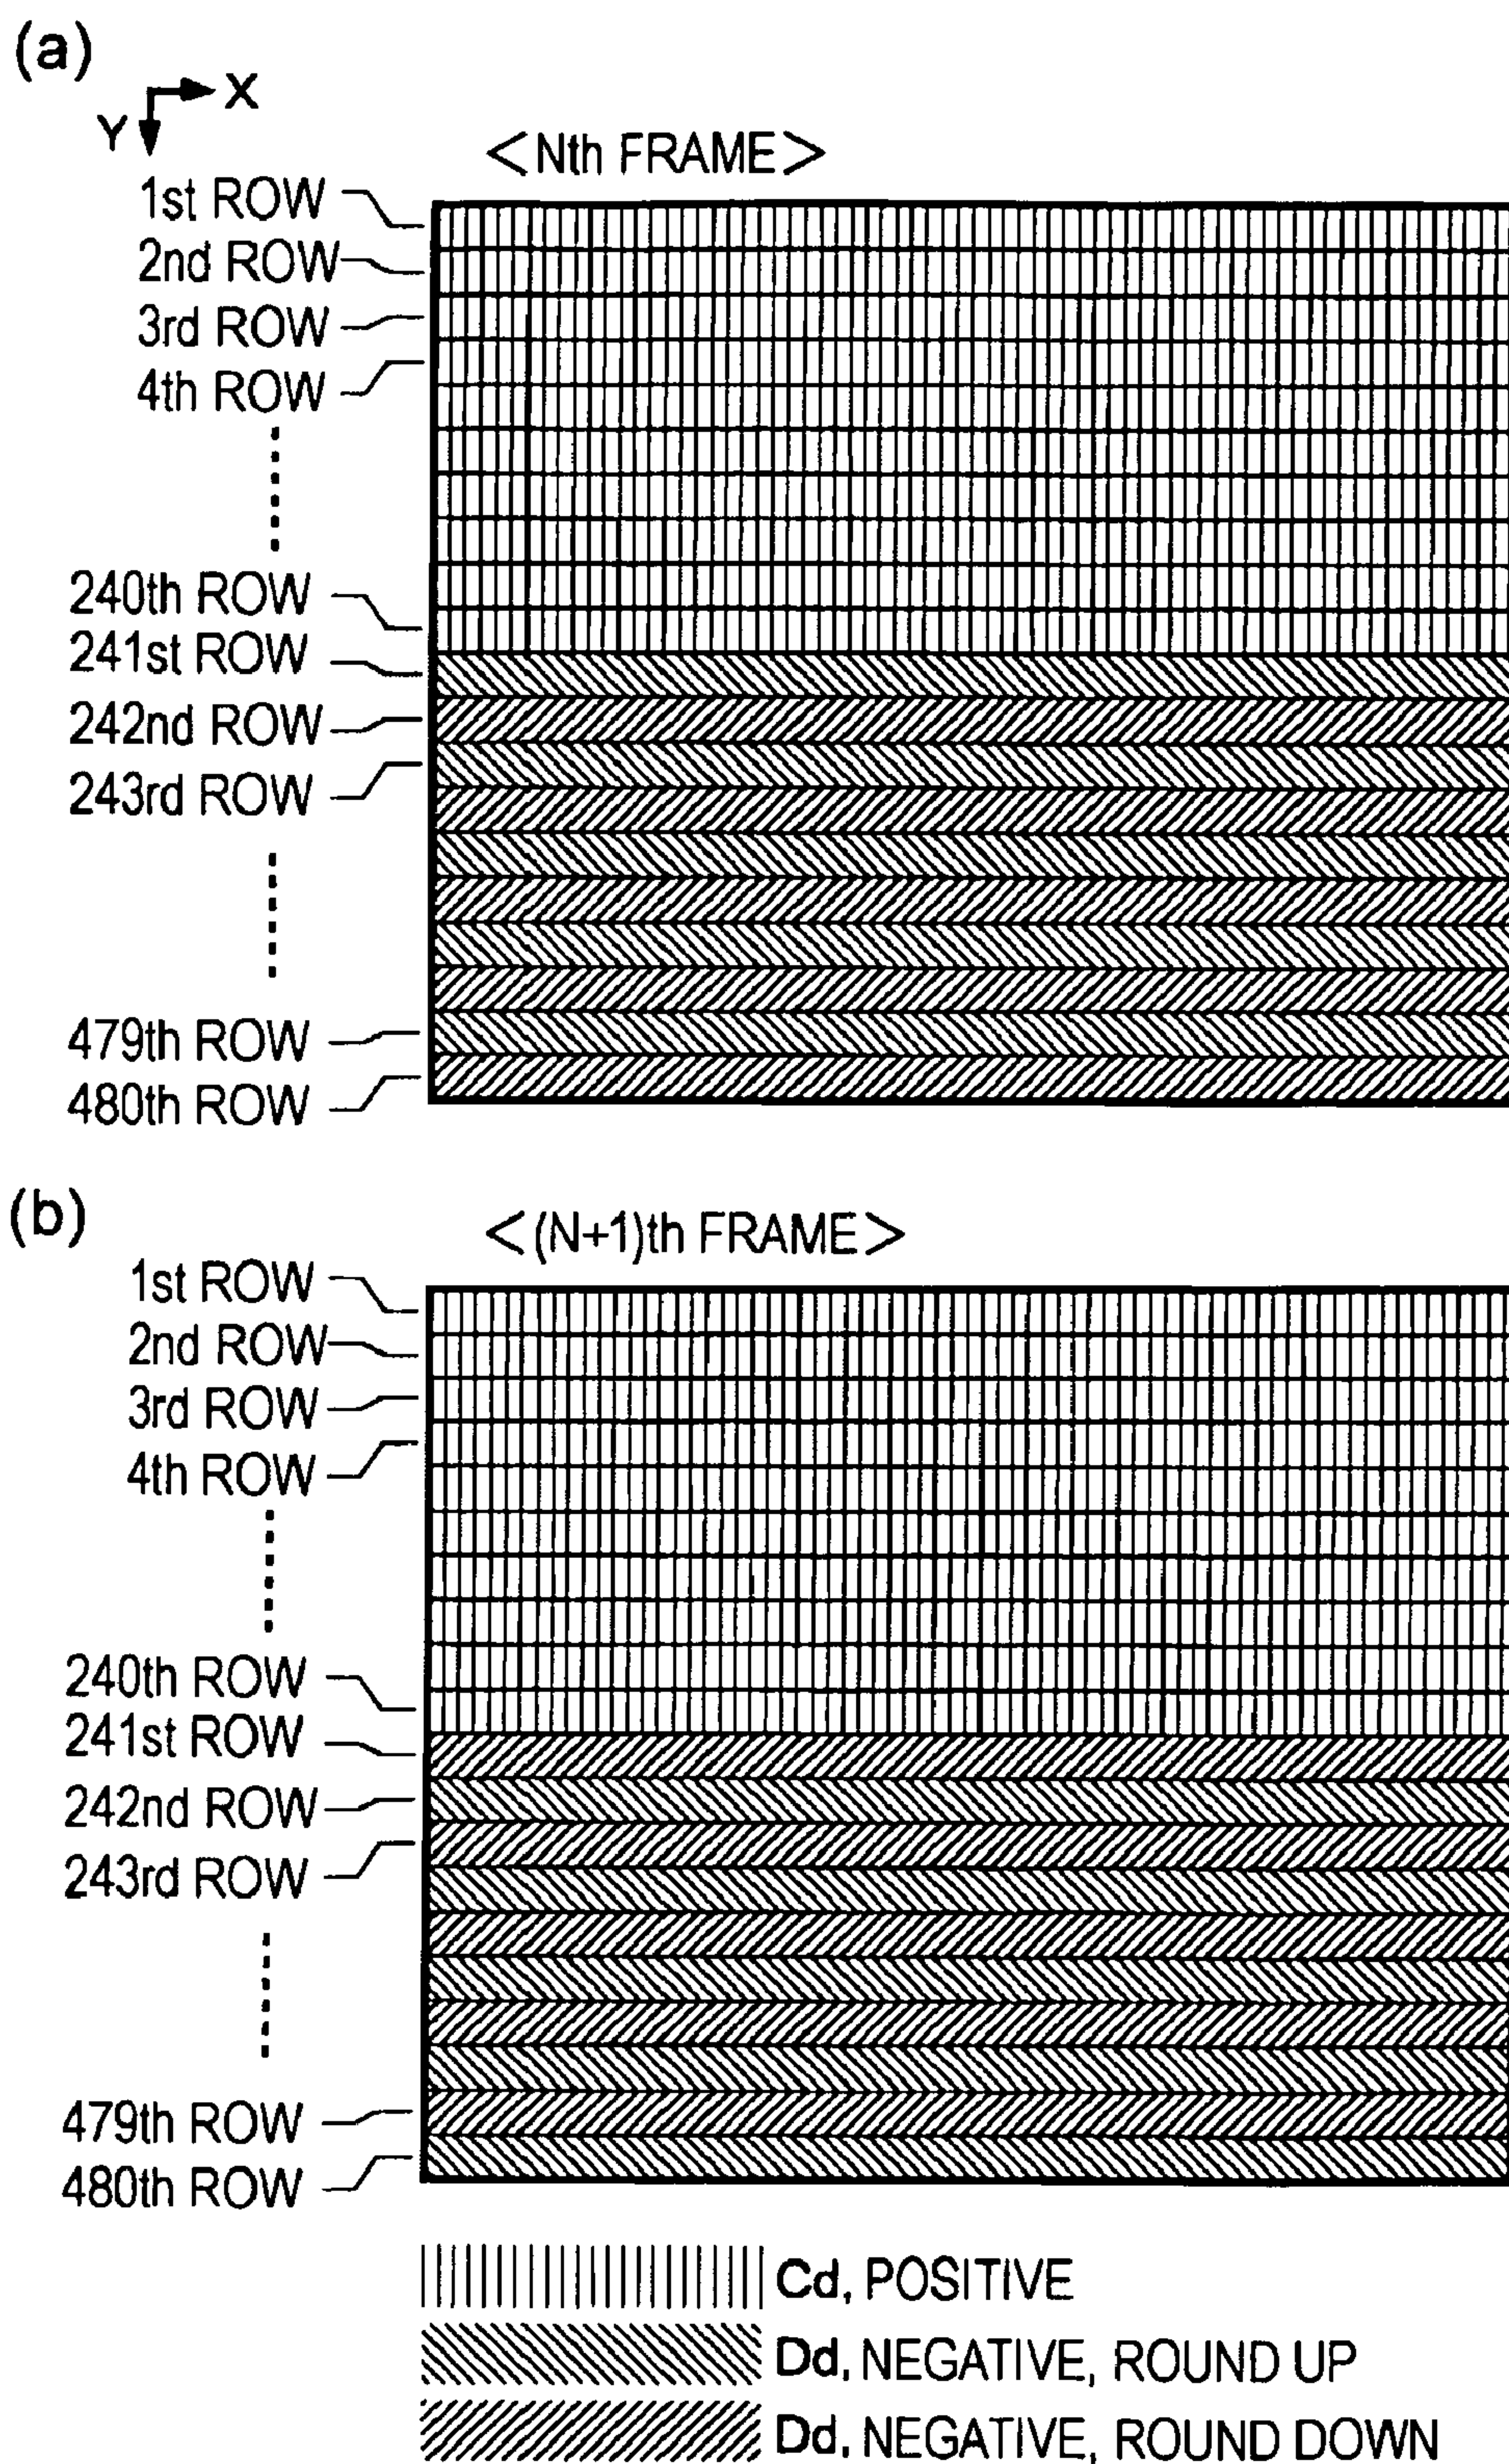 (a)
X
Y
<Nth FRAME>
1st ROW
2nd ROW
3rd ROW
4th ROW
240th ROW
241st ROW
242nd ROW
243rd ROW
479th ROW
480th ROW
(b)
<(N+1)th FRAME>
1st ROW
2nd ROW
3rd ROW
4th ROW
240th ROW
241st ROW
242nd ROW
243rd ROW
479th ROW
480th ROW
Cd, POSITIVE
Dd, NEGATIVE, ROUND UP
Dd, NEGATIVE, ROUND DOWN